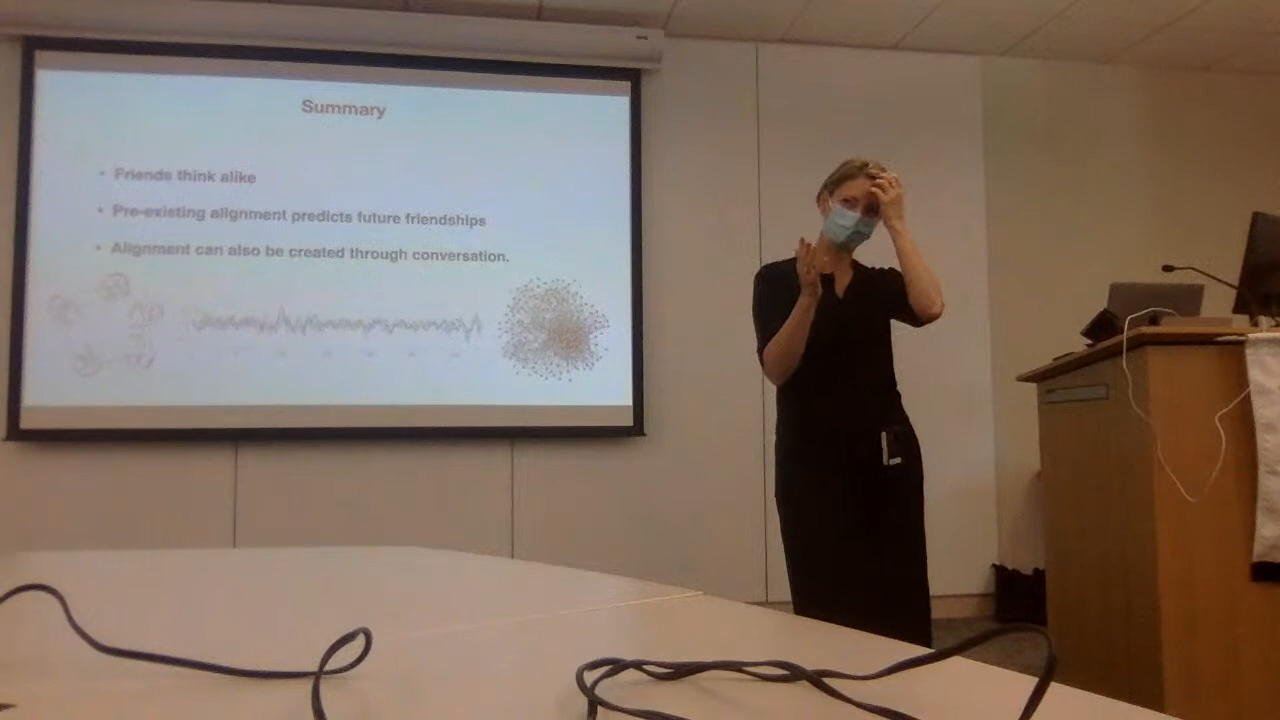 Summary
• Friends think alike
• Pre-existing alignment predicts future friendships
• Alignment can also be created through conversation.